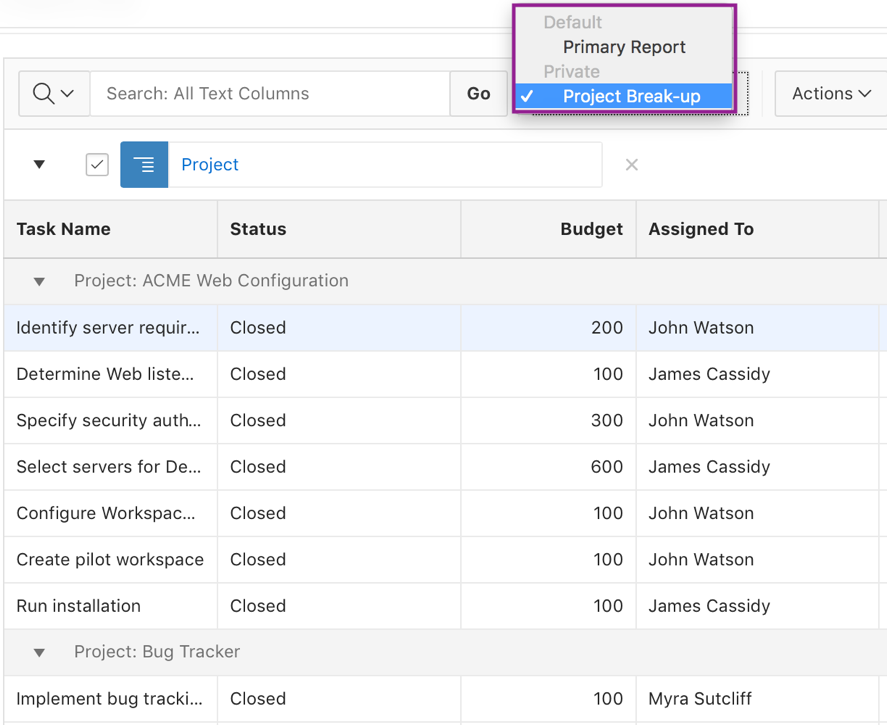 Default
Primary Report
Private
✓ Project Break-up
Search: All Text Columns
Go
Actions
Project
Task Name Status Budget Assigned To
Project: ACME Web Configuration
Identify server requir... Closed 200 John Watson
Determine Web liste... Closed 100 James Cassidy
Specify security auth... Closed 300 John Watson
Select servers for De... Closed 600 James Cassidy
Configure Workspac... Closed 100 John Watson
Create pilot workspace Closed 100 John Watson
Run installation Closed 100 James Cassidy
Project: Bug Tracker
Implement bug tracki... Closed 100 Myra Sutcliff